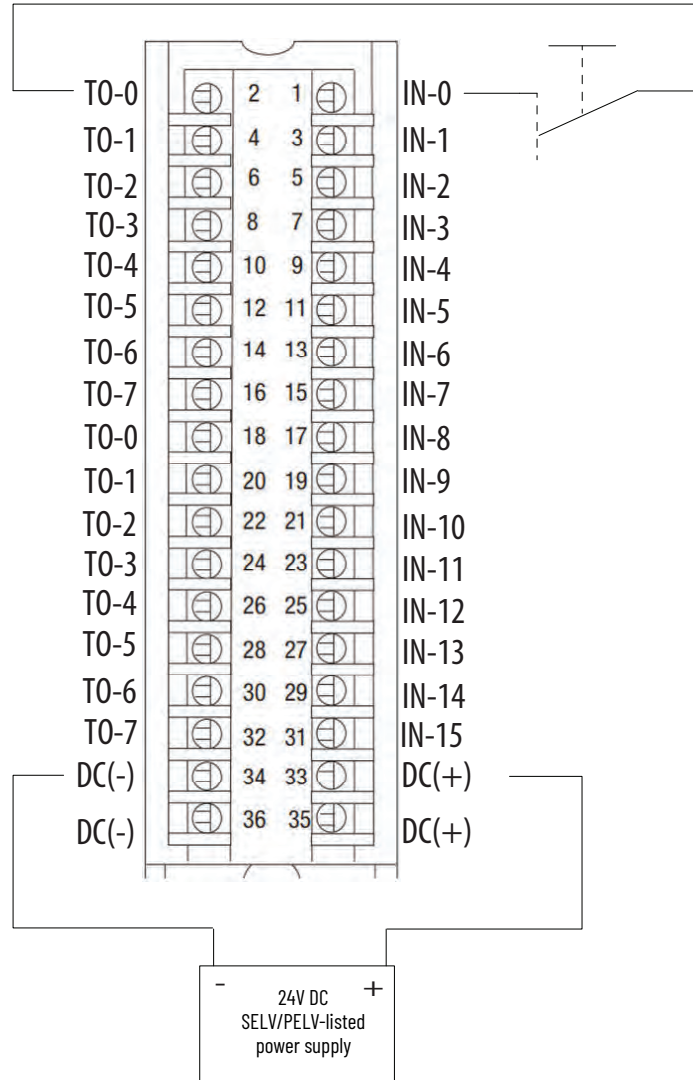 TO-0 2 1 IN-0
TO-1 4 3 IN-1
TO-2 6 5 IN-2
TO-3 8 7 IN-3
TO-4 10 9 IN-4
TO-5 12 11 IN-5
TO-6 14 13 IN-6
TO-7 16 15 IN-7
TO-0 18 17 IN-8
TO-1 20 19 IN-9
TO-2 22 21 IN-10
TO-3 24 23 IN-11
TO-4 26 25 IN-12
TO-5 28 27 IN-13
TO-6 30 29 IN-14
TO-7 32 31 IN-15
DC(-) 34 33 DC(+)
DC(-) 36 35 DC(+)
- 24V DC +
SELV/PELV-listed
power supply